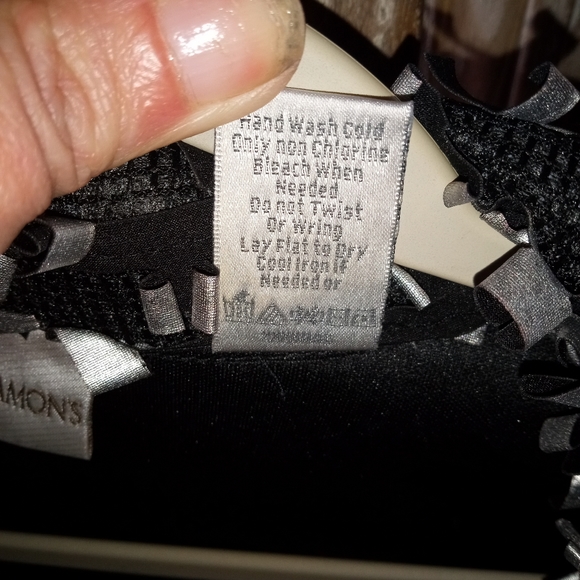 Hand Wash Cold
Only non Chlorine
Bleach When
Needed
Do not Twist
Or Wring
Lay Flat to Dry
Cool Iron if
Needed or
AMON'S